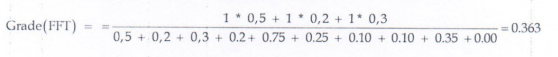 Grade(FFT) = = 1 * 0,5 + 1 * 0,2 + 1* 0,3
0,5 + 0,2 + 0,3 + 0.2+ 0.75 + 0.25 + 0.10 + 0.10 + 0.35 +0.00 = 0.363